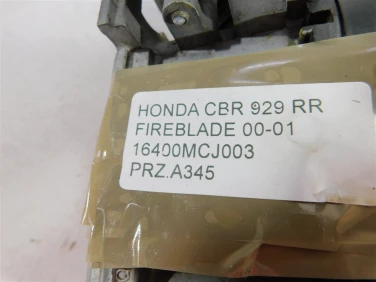 HONDA CBR 929 RR
FIREBLADE 00-01
16400MCJ003
PRZ.A345